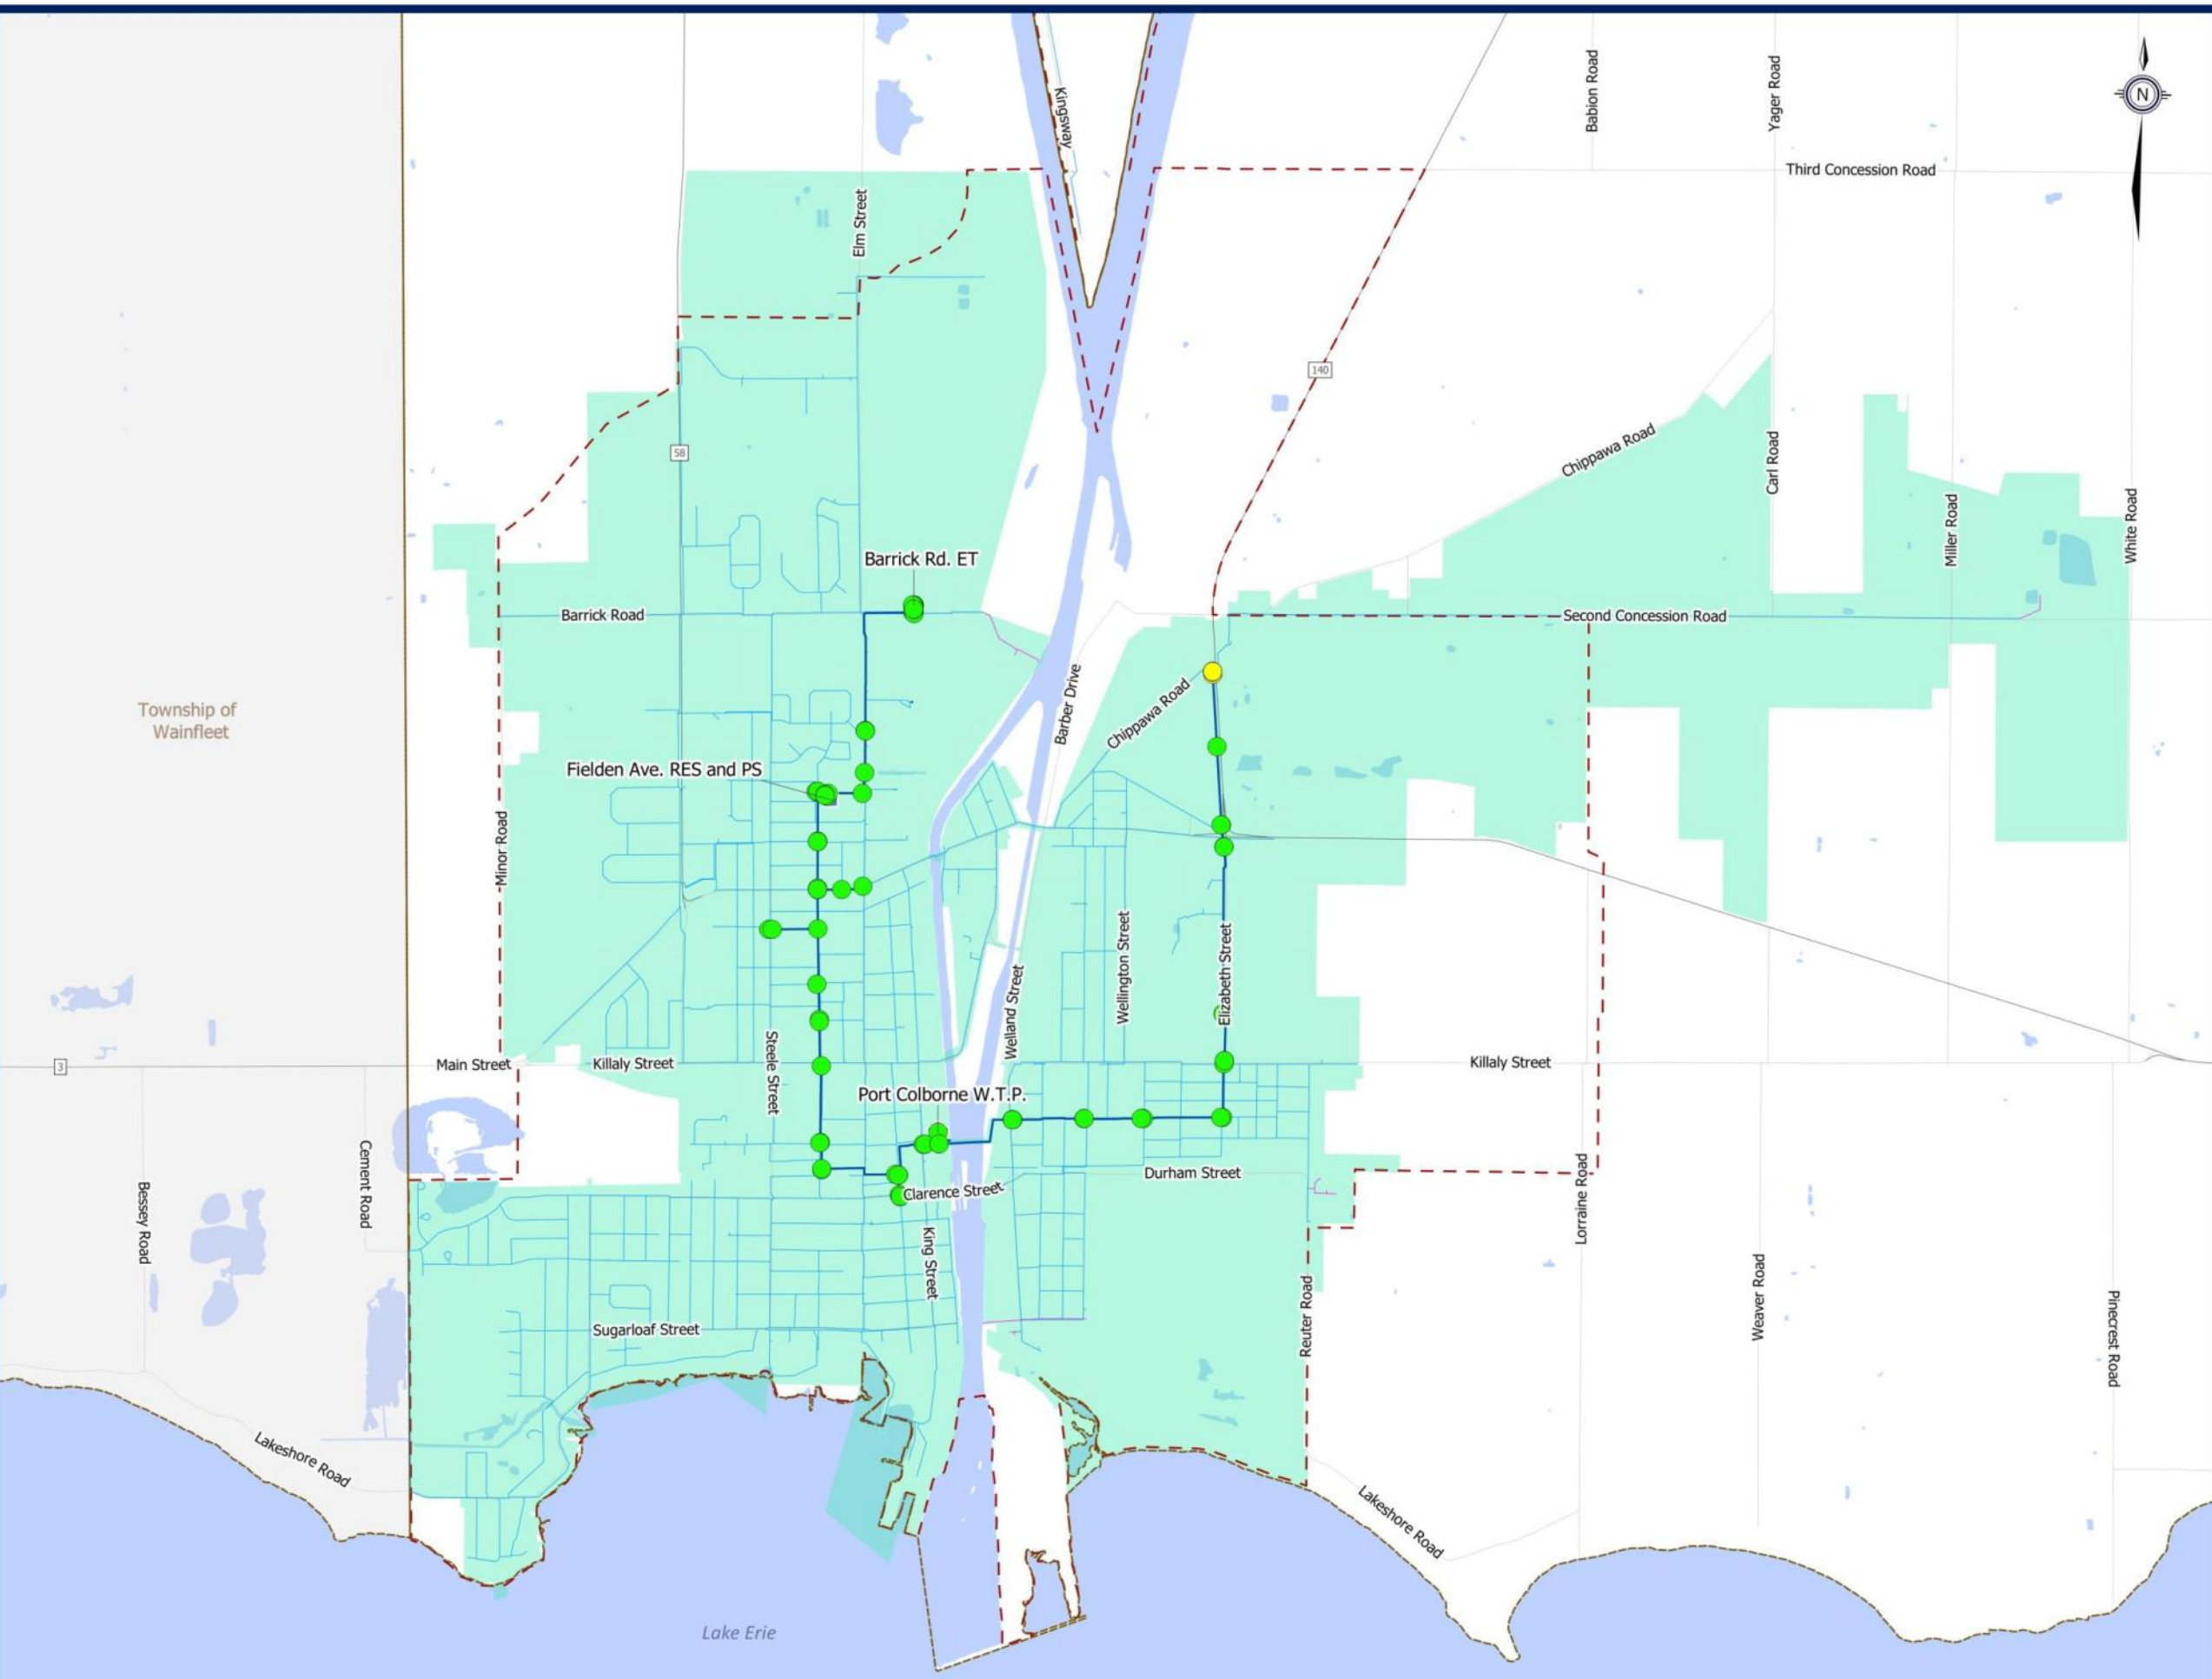 Kingsway
Babion Road
Yager Road
N
Third Concession Road
Elm Street
140
Chippawa Road
58
Carl Road
Miller Road
White Road
Barrick Rd. ET
Barrick Road
Second Concession Road
Township of
Wainfleet
Barber Drive
Chippawa Road
Fielden Ave. RES and PS
Minor Road
Wellington Street
Elizabeth Street
Welland Street
Steele Street
3
Main Street
Killaly Street
Killaly Street
Port Colborne W.T.P.
Cement Road
Bessey Road
Durham Street
Clarence Street
Lorraine Road
King Street
Reuter Road
Weaver Road
Pinecrest Road
Sugarloaf Street
Lakeshore Road
Lakeshore Road
Lake Erie